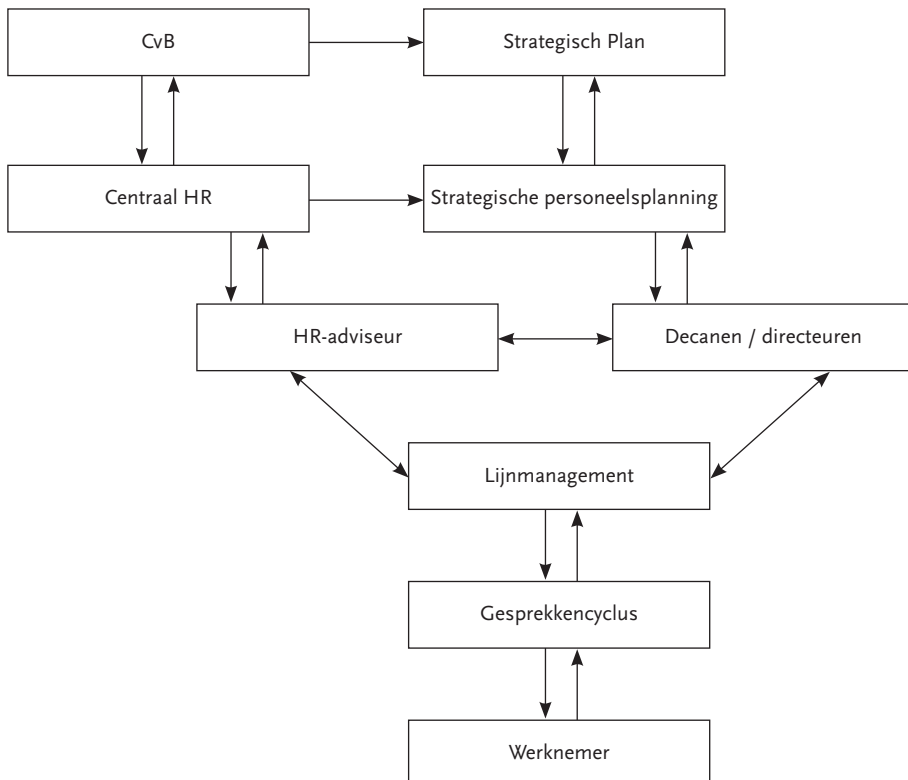 CvB
Strategisch Plan
Centraal HR
Strategische personeelsplanning
HR-adviseur
Decanen / directeuren
Lijnmanagement
Gesprekkencyclus
Werknemer